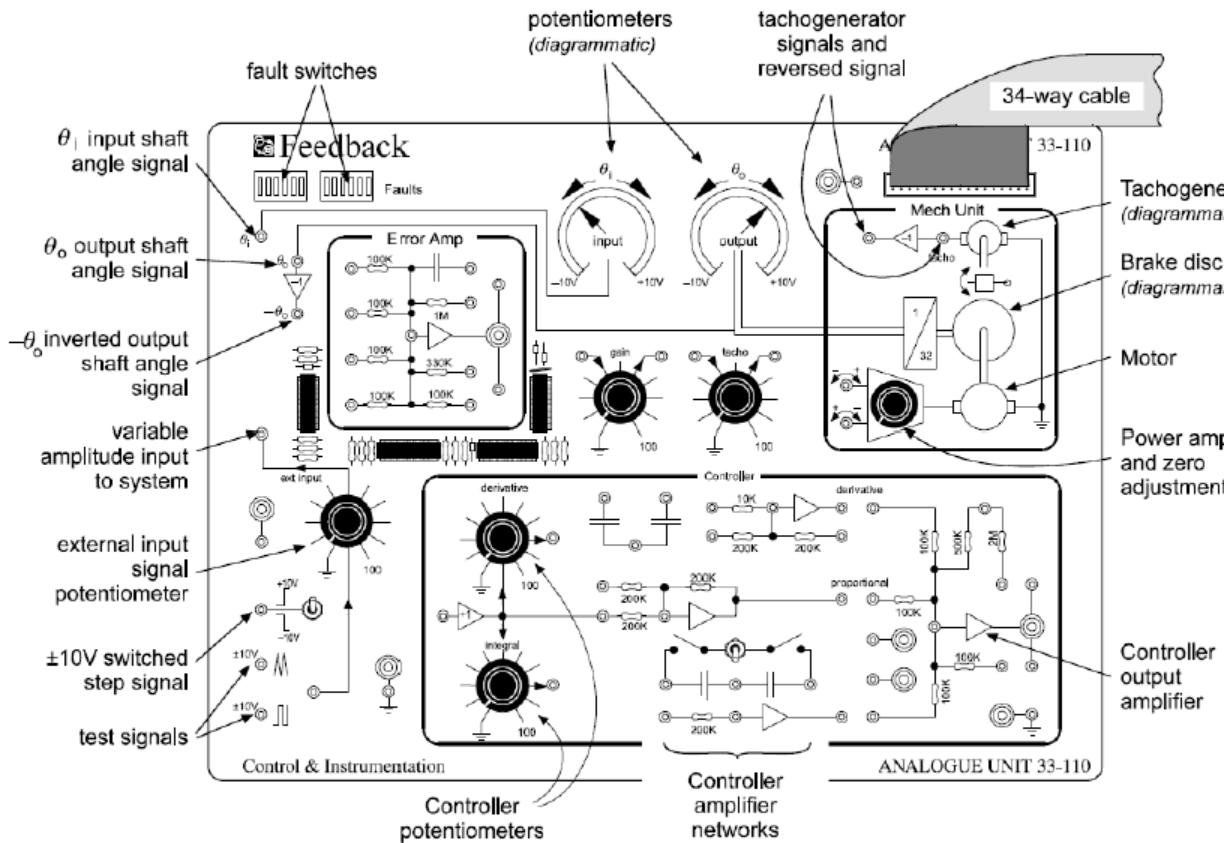 potentiometers
(diagrammatic)
tachogenerator
signals and
reversed signal
fault switches
34-way cable
θi input shaft
angle signal
Feedback
33-110
Faults
θi
θo
Mech Unit
(diagrammatic
θi
θo output shaft
angle signal
θo
–1
–θo
Error Amp
100K
100K
1M
100K
330K
100K
100K
input
–10V
+10V
output
–10V
+10V
–1
tacho
Brake disc
1
32
–θo inverted output
shaft angle
signal
gain
100
tacho
100
Motor
– +
+ –
Power amp
and zero
adjustment
variable
amplitude input
to system
ext input
100
Controller
derivative
100
10K
200K
200K
derivative
100K
500K
2M
external input
signal
potentiometer
200K
200K
200K
proportional
100K
+10V
–10V
±10V switched
step signal
–1
integral
100
±10V
±10V
test signals
200K
100K
100K
Controller
output
amplifier
Control & Instrumentation
ANALOGUE UNIT 33-110
Controller
potentiometers
Controller
amplifier
networks